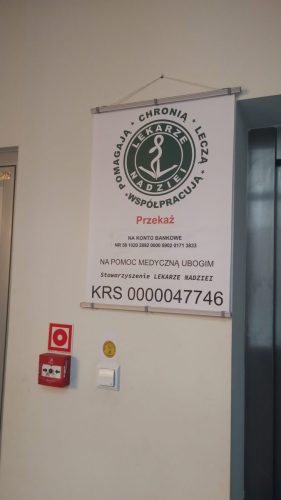 POMAGAJĄ • CHRONIĄ • LECZĄ • WSPÓŁPRACUJĄ •
LEKARZE
NADZIEI
Przekaż
NA KONTO BANKOWE
NA POMOC MEDYCZNĄ UBOGIM
Stowarzyszenie LEKARZE NADZIEI
KRS 0000047746